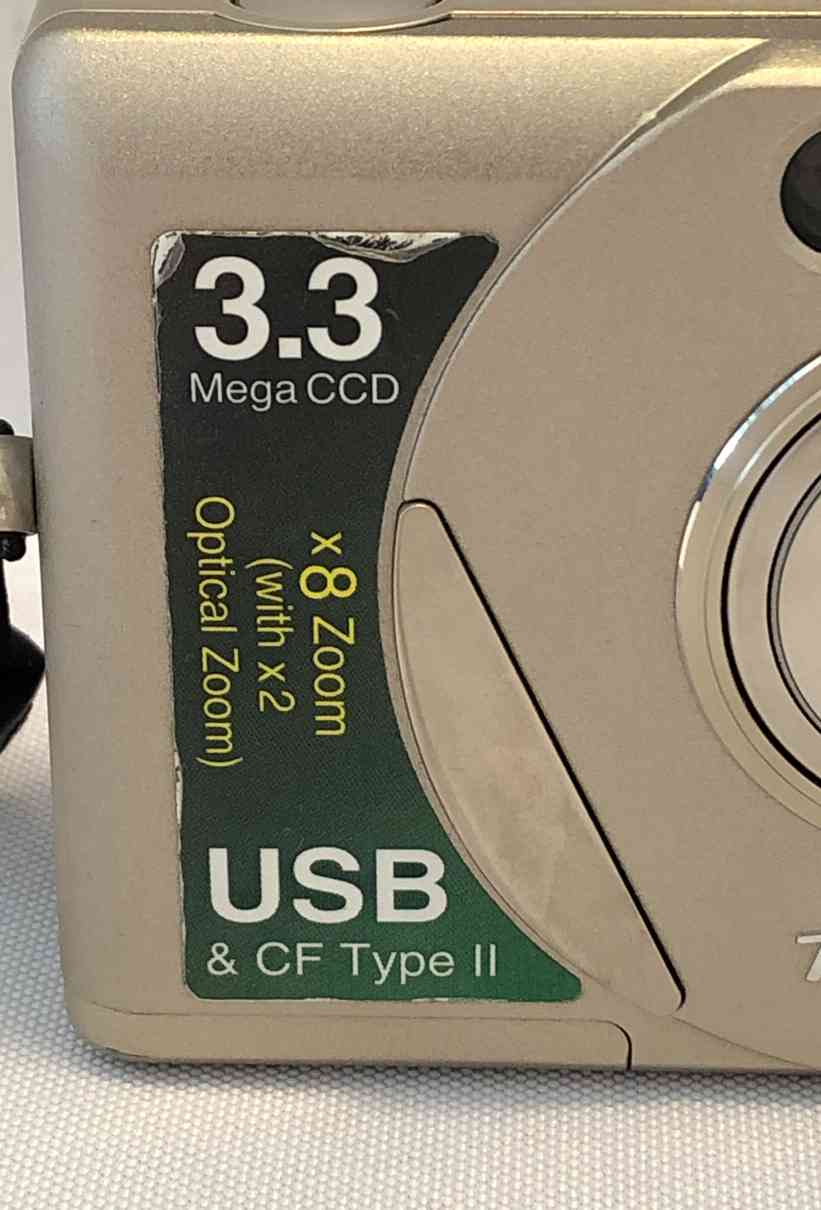 3.3
Mega CCD
x8 Zoom
(with x2
Optical Zoom)
USB
& CF Type II